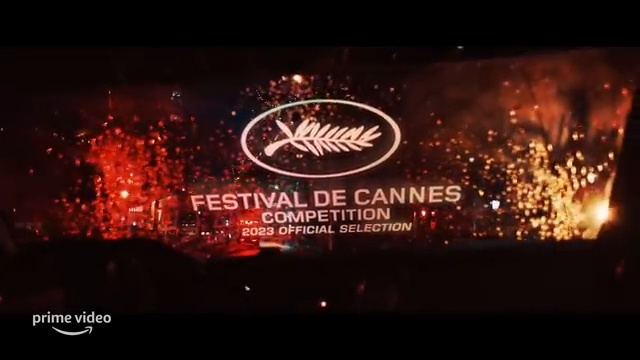 FESTIVAL DE CANNES
COMPETITION
2023 OFFICIAL SELECTION
prime video